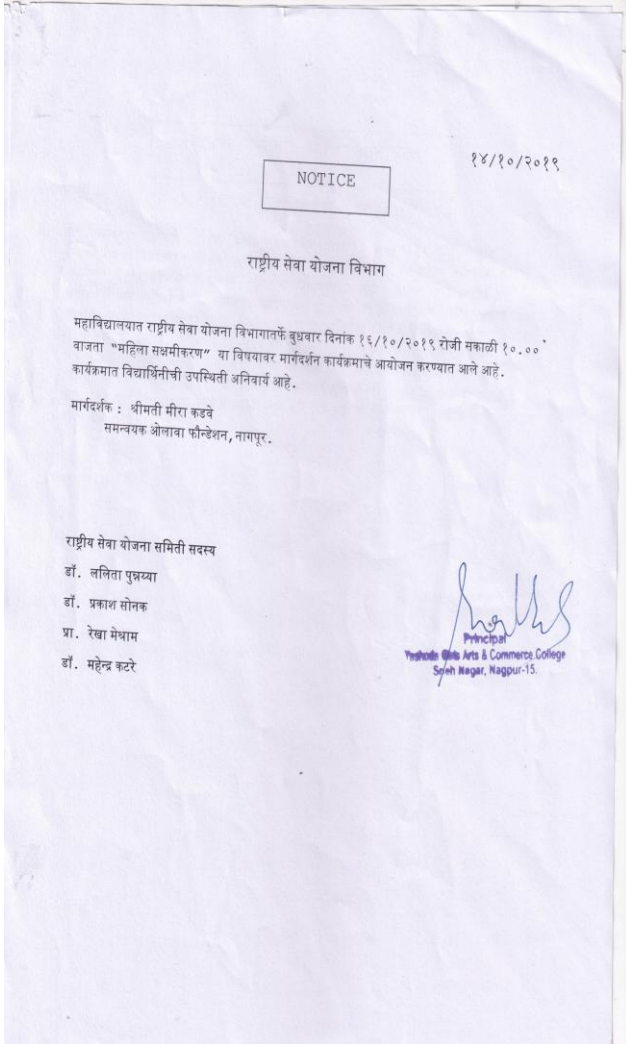 १४/१०/२०१९
NOTICE
राष्ट्रीय सेवा योजना विभाग
महाविद्यालयात राष्ट्रीय सेवा योजना विभागातर्फे बुधवार दिनांक १६/१०/२०१९ रोजी सकाळी १०.००
वाजता “महिला सक्षमीकरण” या विषयावर मार्गदर्शन कार्यक्रमाचे आयोजन करण्यात आले आहे.
कार्यक्रमात विद्यार्थिनीची उपस्थिती अनिवार्य आहे.
मार्गदर्शक : श्रीमती मीरा कडवे
समन्वयक ओलावा फौन्डेशन, नागपूर.
राष्ट्रीय सेवा योजना समिती सदस्य
डॉ. ललिता पुन्नय्या
डॉ. प्रकाश सोनक
प्रा. रेखा मेश्राम
डॉ. महेन्द्र कटरे
Principal
Yashoda Girls Arts & Commerce College
Sneh Nagar, Nagpur-15.